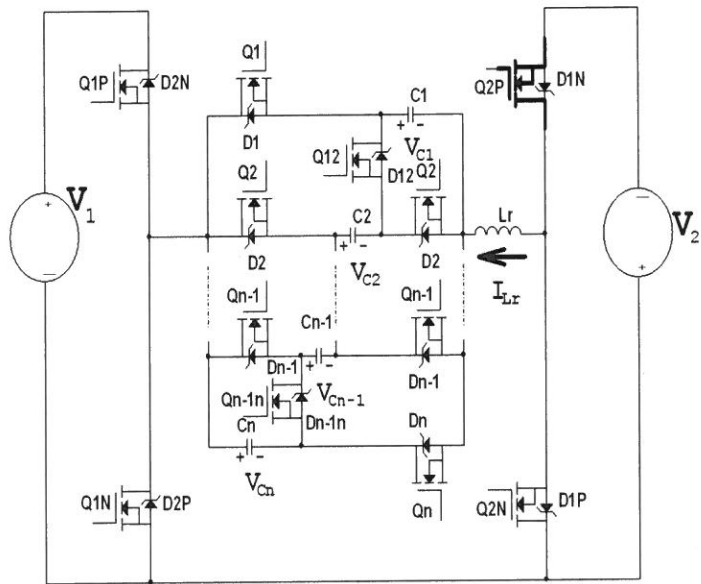 Q1
Q1P
D2N
C1
Q2P
D1N
+ −
D1
VC1
Q12
Q2
D12
Q2
+
V1
−
C2
Lr
−
V2
+
+ −
D2
VC2
D2
ILr
Qn-1
Cn-1
Qn-1
Dn-1
+ −
Dn-1
Qn-1n
VCn-1
Cn
Dn-1n
Dn
+ −
VCn
Q1N
D2P
Qn
Q2N
D1P